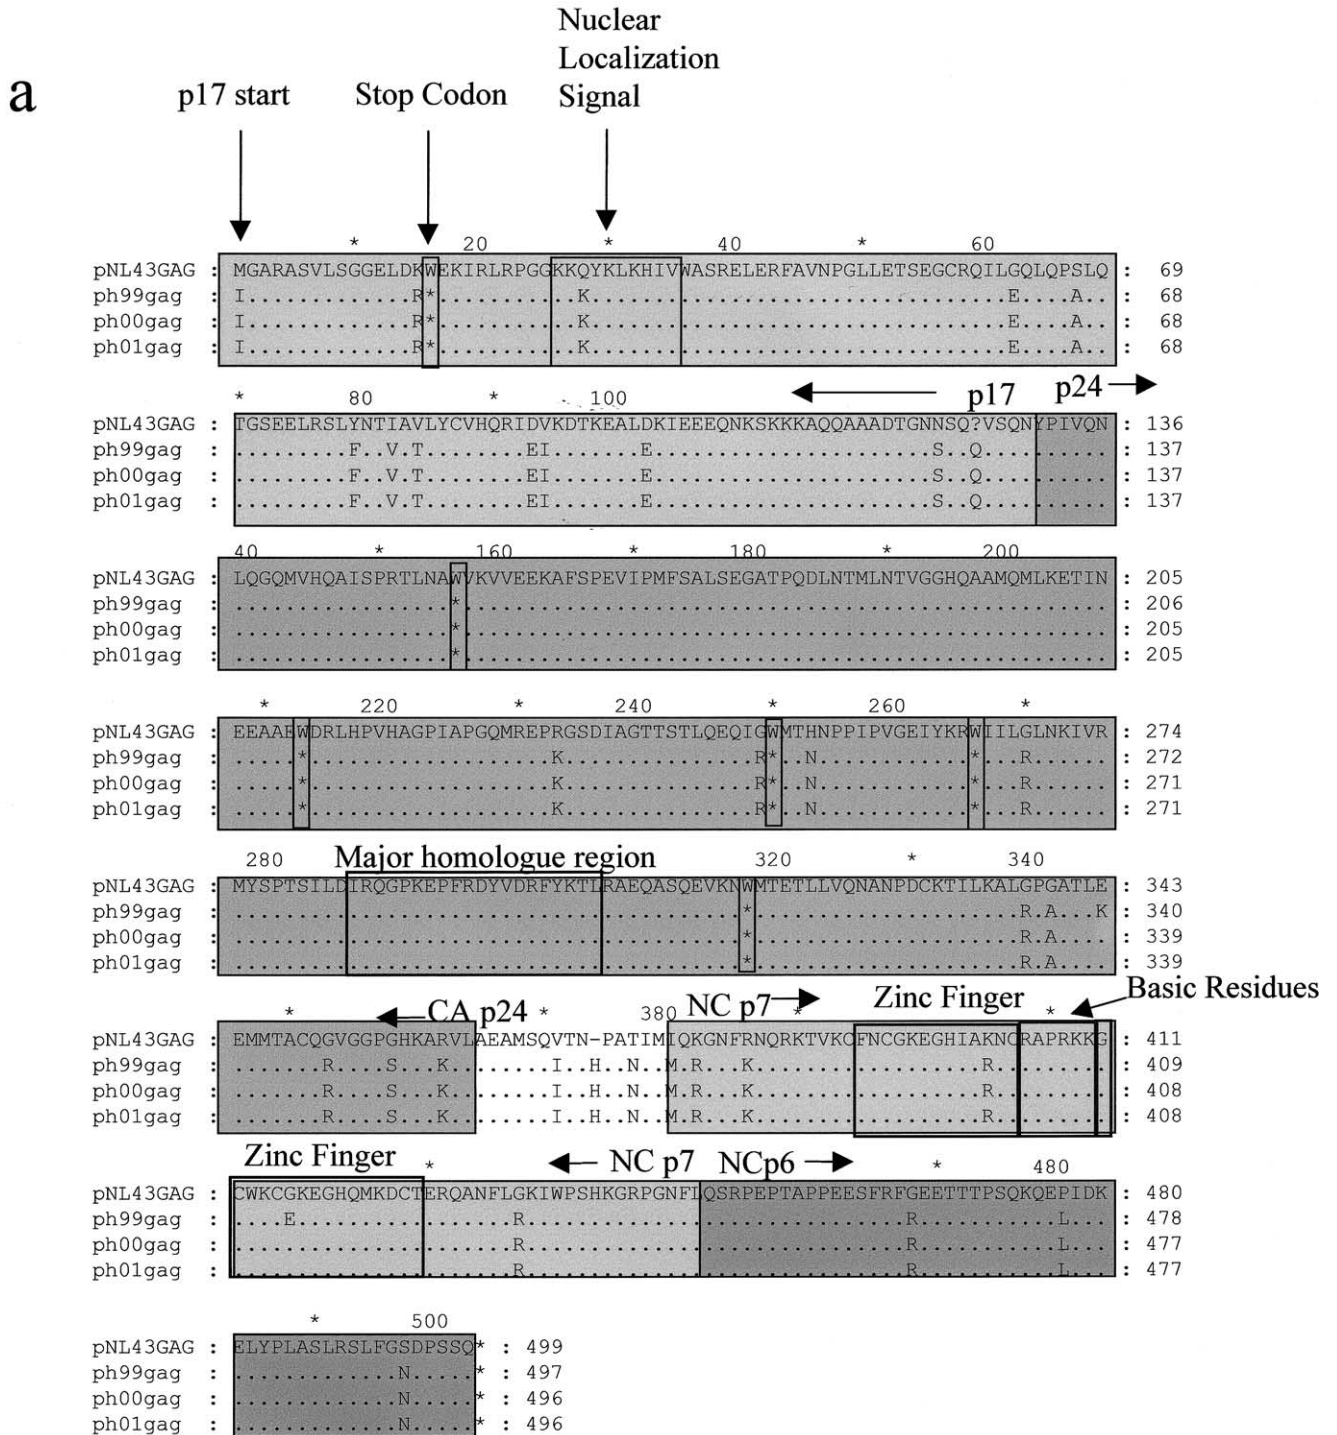 a
Nuclear
Localization
Signal
p17 start Stop Codon
* 20 * 40 * 60
pNL43GAG : MGARASVLSGGELDKWEKIRLRPGGKKQYKLKHIVWASRELERFAVNPGLLETSEGCRQILGQLQPSLQ : 69
ph99gag : I.............R*...........K.................................E....A.. : 68
ph00gag : I.............R*...........K.................................E....A.. : 68
ph01gag : I.............R*...........K.................................E....A.. : 68
* 80 * 100 p17 p24
pNL43GAG : TGSEELRSLYNTIAVLYCVHQRIDVKDTKEALDKIEEEQNKSKKKAQQAAADTGNNSQ?VSQNYPIVQN : 136
ph99gag : .........F..V.T........EI.......E......................S..Q.......... : 137
ph00gag : .........F..V.T........EI.......E......................S..Q.......... : 137
ph01gag : .........F..V.T........EI.......E......................S..Q.......... : 137
40 * 160 * 180 * 200
pNL43GAG : LQGQMVHQAISPRTLNAWVKVVEEKAFSPEVIPMFSALSEGATPQDLNTMLNTVGGHQAAMQMLKETIN : 205
ph99gag : .................*................................................... : 206
ph00gag : .................*................................................... : 205
ph01gag : .................*................................................... : 205
* 220 * 240 * 260 *
pNL43GAG : EEAAEWDRLHPVHAGPIAPGQMREPRGSDIAGTTSTLQEQIGWMTHNPPIPVGEIYKRWIILGLNKIVR : 274
ph99gag : .....*...................K...............R*..N............*...R...... : 272
ph00gag : .....*...................K...............R*..N............*...R...... : 271
ph01gag : .....*...................K...............R*..N............*...R...... : 271
280 Major homologue region 320 * 340
pNL43GAG : MYSPTSILDIRQGPKEPFRDYVDRFYKTLRAEQASQEVKNWMTETLLVQNANPDCKTILKALGPGATLE : 343
ph99gag : ........................................*.....................R.A...K : 340
ph00gag : ........................................*.....................R.A.... : 339
ph01gag : ........................................*.....................R.A.... : 339
* CA p24 * 380 NC p7 * Zinc Finger * Basic Residues
pNL43GAG : EMMTACQGVGGPGHKARVLAEAMSQVTN-PATIMIQKGNFRNQRKTVKCFNCGKEGHIAKNCRAPRKKG : 411
ph99gag : .......R....S...K........I..H..N..M.R...K..................R......... : 409
ph00gag : .......R....S...K........I..H..N..M.R...K..................R......... : 408
ph01gag : .......R....S...K........I..H..N..M.R...K..................R......... : 408
Zinc Finger * NC p7 NCp6 * 480
pNL43GAG : CWKCGKEGHQMKDCTERQANFLGKIWPSHKGRPGNFLQSRPEPTAPPEESFRFGEETTTPSQKQEPIDK : 480
ph99gag : ....E.................R..............................R...........L... : 478
ph00gag : ......................R..............................R...........L... : 477
ph01gag : ......................R..............................R...........L... : 477
* 500
pNL43GAG : ELYPLASLRSLFGSDPSSQ* : 499
ph99gag : .............N.....* : 497
ph00gag : .............N.....* : 496
ph01gag : .............N.....* : 496